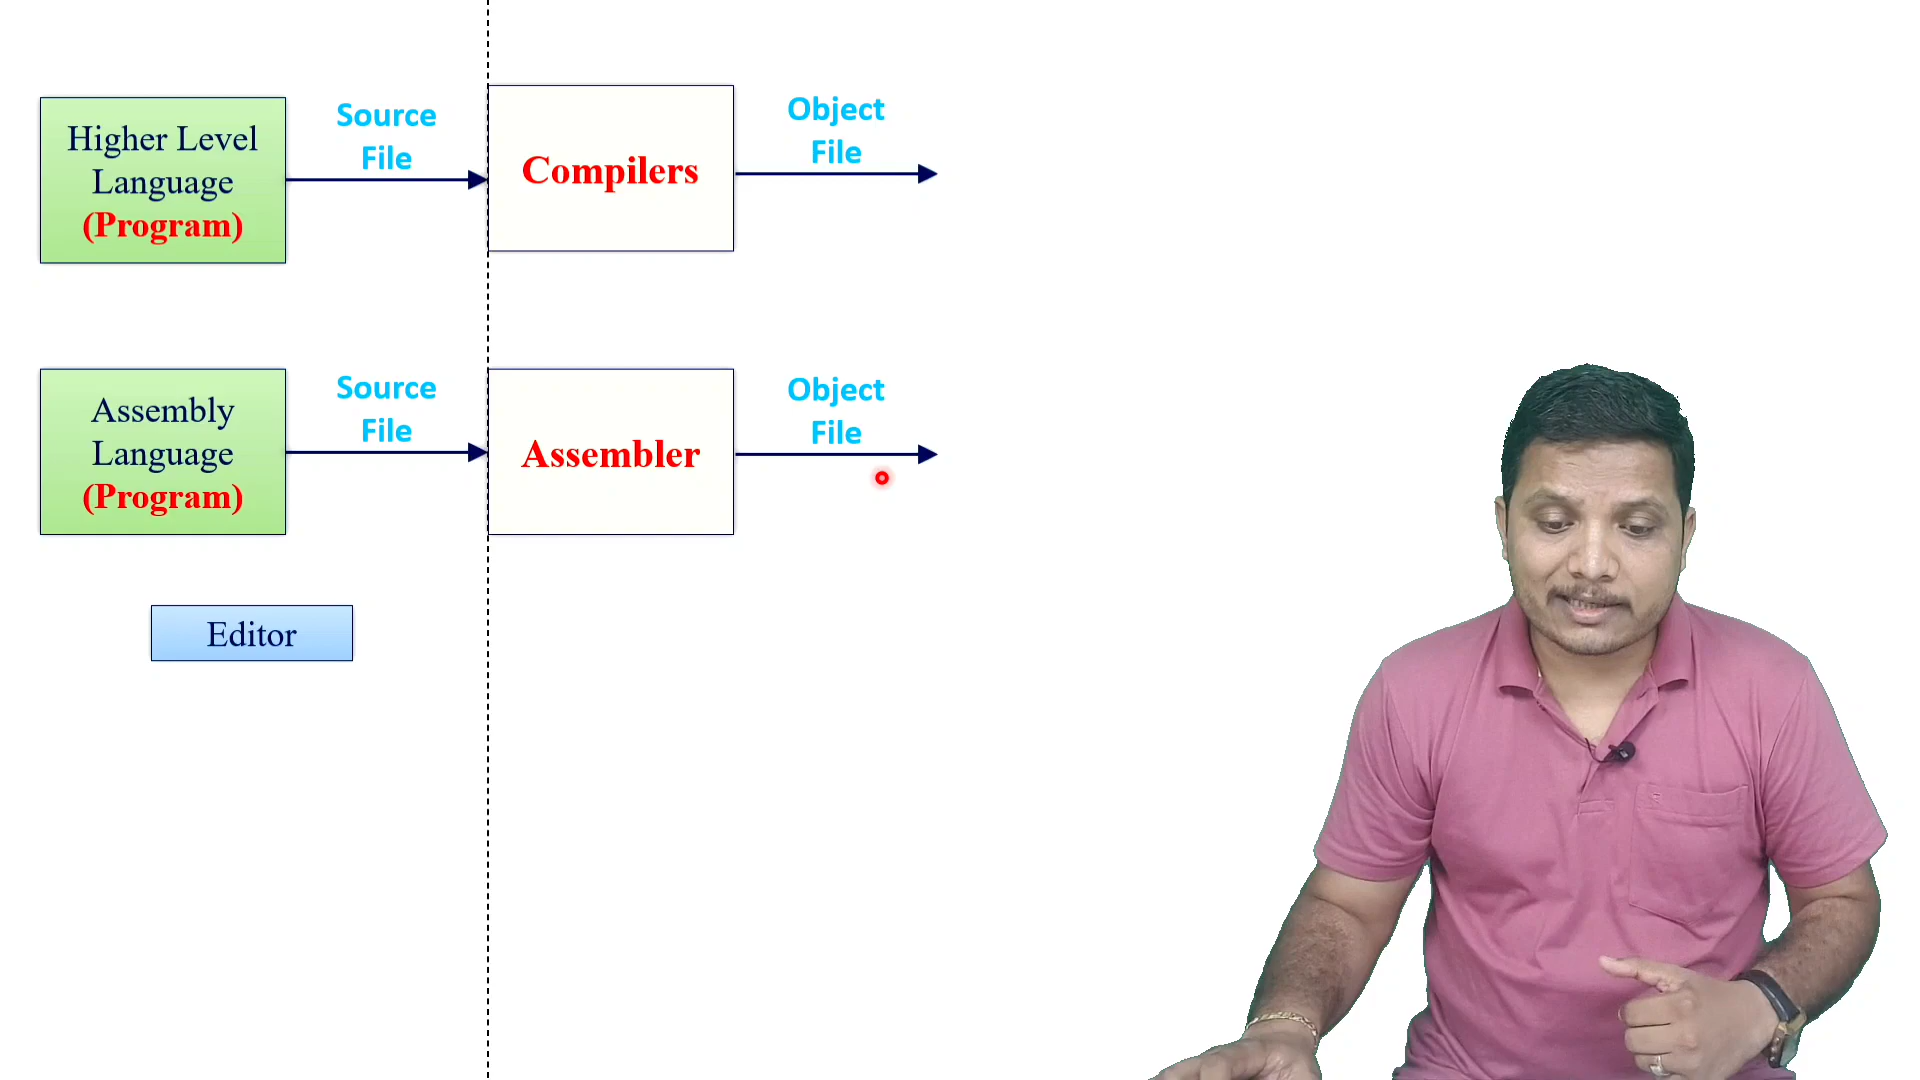 Higher Level
Language
(Program)
Source
File
Compilers
Object
File
Assembly
Language
(Program)
Source
File
Assembler
Object
File
Editor